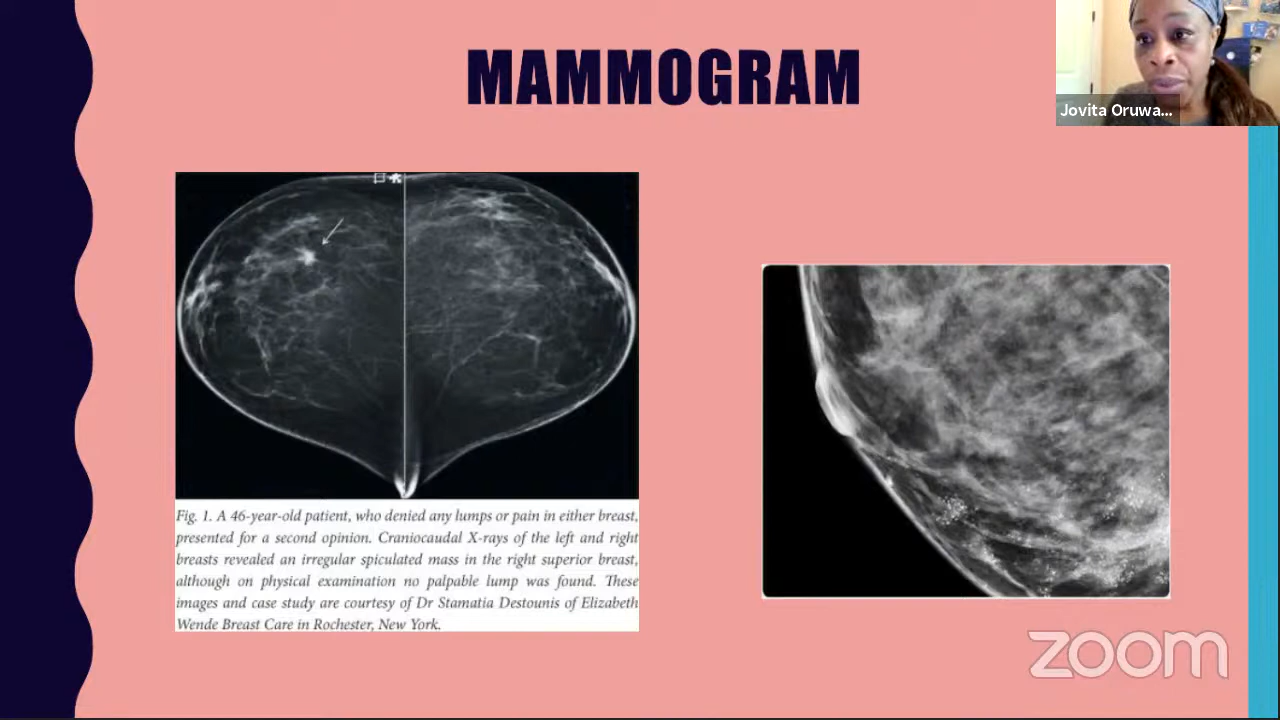 MAMMOGRAM
Jovita Oruwa...
Fig. 1. A 46-year-old patient, who denied any lumps or pain in either breast,
presented for a second opinion. Craniocaudal X-rays of the left and right
breasts revealed an irregular spiculated mass in the right superior breast,
although on physical examination no palpable lump was found. These
images and case study are courtesy of Dr Stamatia Destounis of Elizabeth
Wende Breast Care in Rochester, New York.
zoom